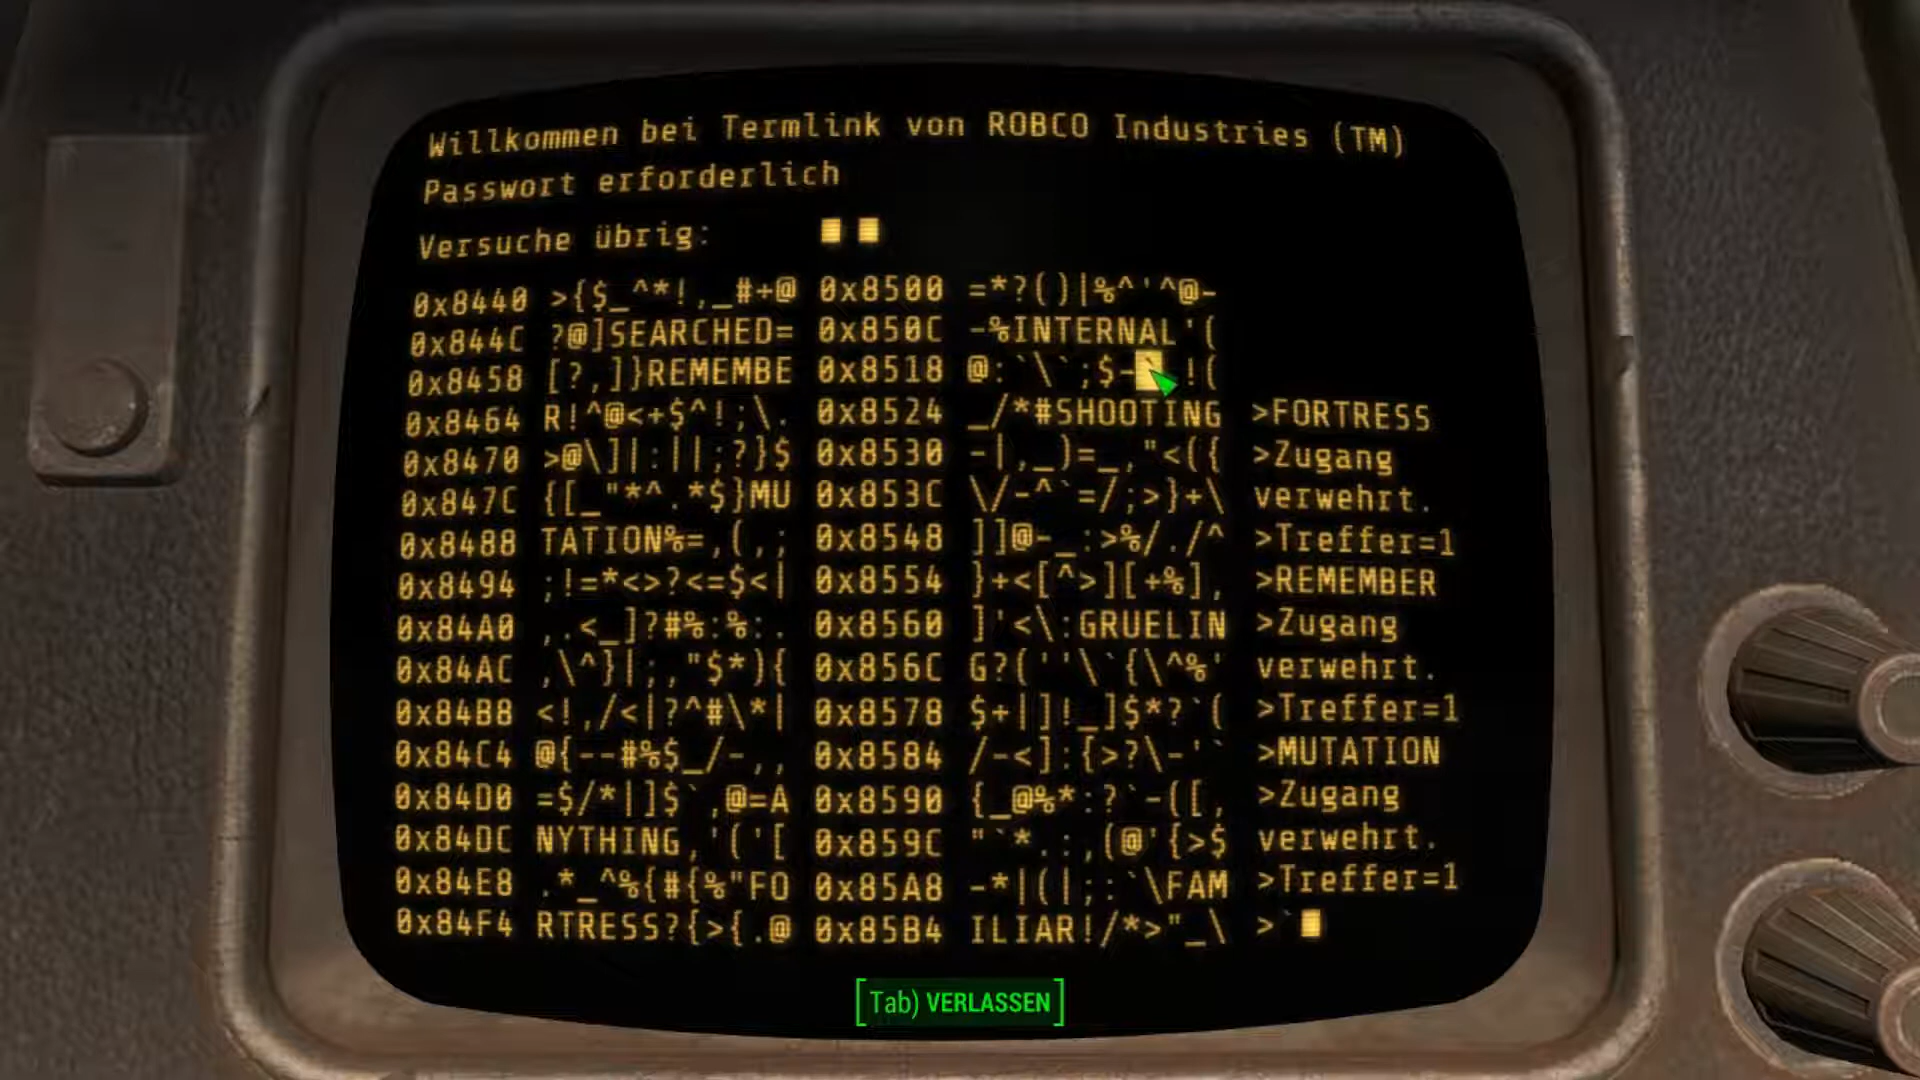 Willkommen bei Termlink von ROBCO Industries (TM)
Passwort erforderlich
Versuche übrig:
0x8440 >{$_^*!,_#+@ 0x8500 =*?()|%^'^@-
0x844C ?@]SEARCHED= 0x850C -%INTERNAL'(
0x8458 [?,]}REMEMBE 0x8518 @:`\`;$-` !(
0x8464 R!^@<+$^!;\. 0x8524 _/*#SHOOTING >FORTRESS
0x8470 >@\]|:||;?}$ 0x8530 -|,_)=_,"<({ >Zugang
0x847C {[_"*^.*$}MU 0x853C \/-^`=/;>}+\ verwehrt.
0x8488 TATION%=,(,; 0x8548 ]]@-_:>%/./^ >Treffer=1
0x8494 ;!=*<>?<=$<| 0x8554 }+<[^>][+%], >REMEMBER
0x84A0 ,.<_]?#%:%:. 0x8560 ]'<\:GRUELIN >Zugang
0x84AC ,\^}|;,"$*){ 0x856C G?(''\`{\^%' verwehrt.
0x84B8 <!,/<|?^#\*| 0x8578 $+|]!_]$*?`( >Treffer=1
0x84C4 @{--#%$_/-,, 0x8584 /-<]:{>?\-'` >MUTATION
0x84D0 =$/*|]$`,@=A 0x8590 {_@%*:?`-([, >Zugang
0x84DC NYTHING,'('[ 0x859C "`*.:,(@'{>$ verwehrt.
0x84E8 .*_^%{#{%"FO 0x85A8 -*|(|;:`\FAM >Treffer=1
0x84F4 RTRESS?{>{.@ 0x85B4 ILIAR!/*>"_\ >`
[Tab) VERLASSEN]